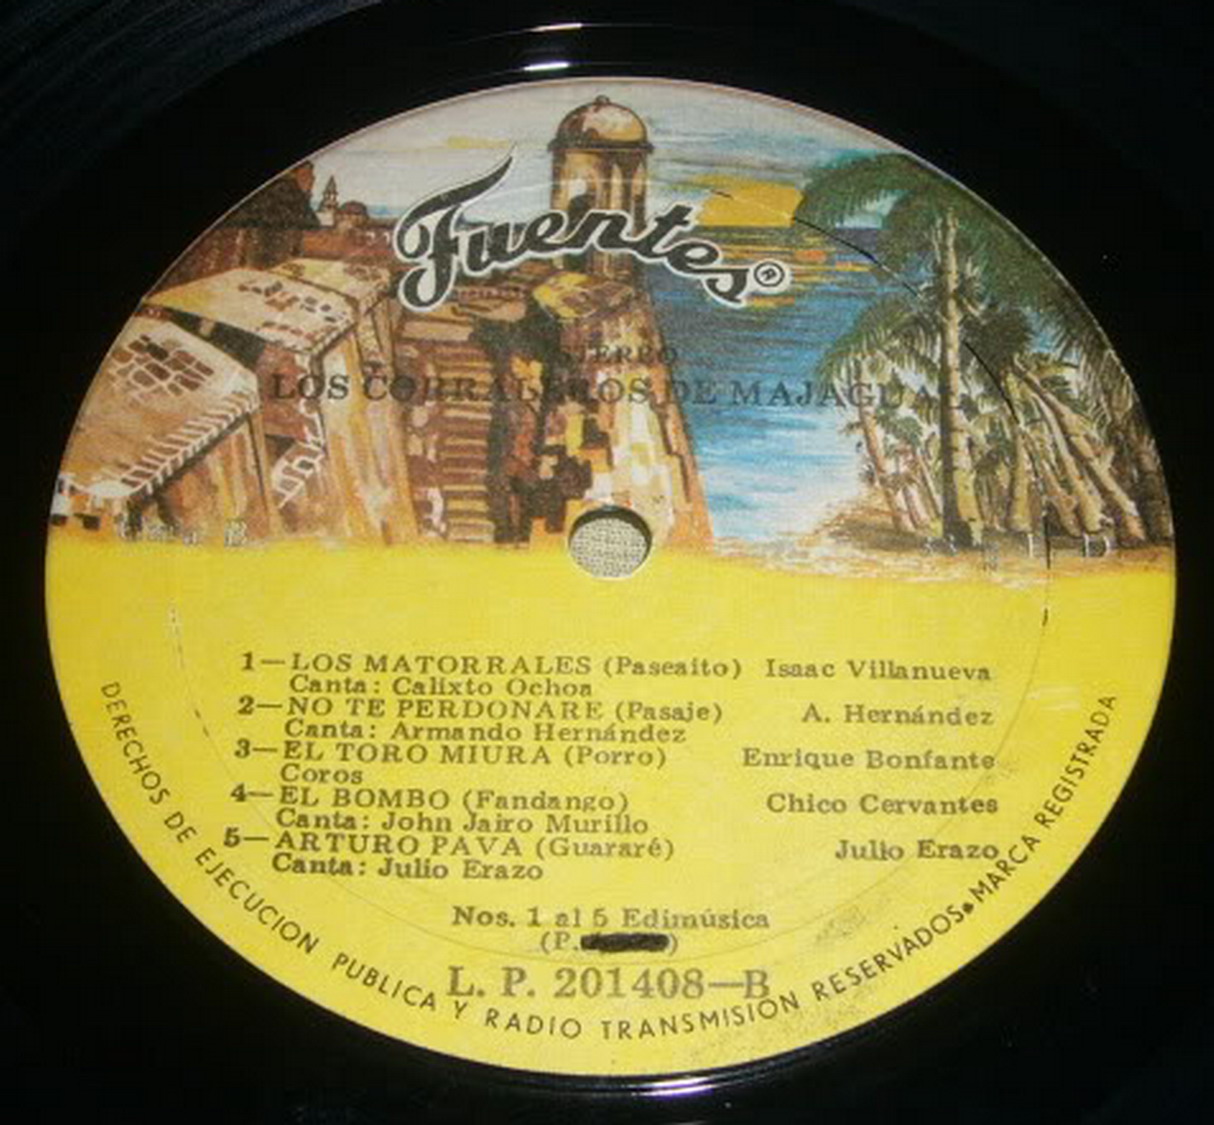 Fuentes®
LOS CORRALEROS DE MAJAGUAL
1—LOS MATORRALES (Paseaito) Isaac Villanueva
Canta: Calixto Ochoa
2—NO TE PERDONARE (Pasaje) A. Hernández
Canta: Armando Hernández
3—EL TORO MIURA (Porro) Enrique Bonfante
Coros
4—EL BOMBO (Fandango) Chico Cervantes
Canta: John Jairo Murillo
5—ARTURO PAVA (Guararé) Julio Erazo
Canta: Julio Erazo
Nos. 1 al 5 Edimúsica
(P. )
L. P. 201408—B
DERECHOS DE EJECUCION PUBLICA Y RADIO TRANSMISIÓN RESERVADOS•MARCA REGISTRADA